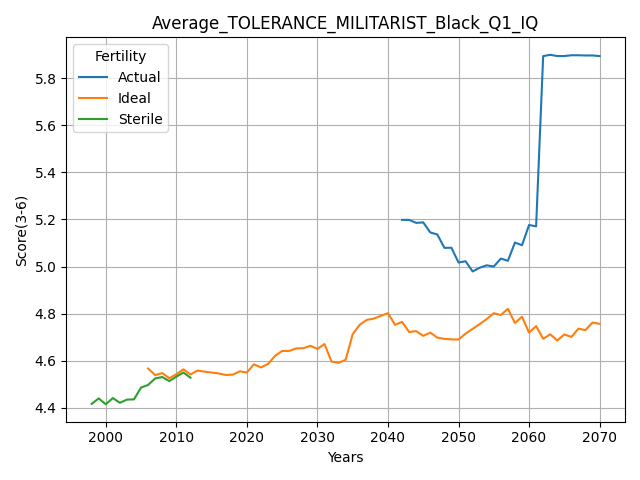 Average_TOLERANCE_MILITARIST_Black_Q1_IQ
Fertility
Actual
Ideal
Sterile
Score(3-6)
5.8
5.6
5.4
5.2
5.0
4.8
4.6
4.4
2000 2010 2020 2030 2040 2050 2060 2070
Years